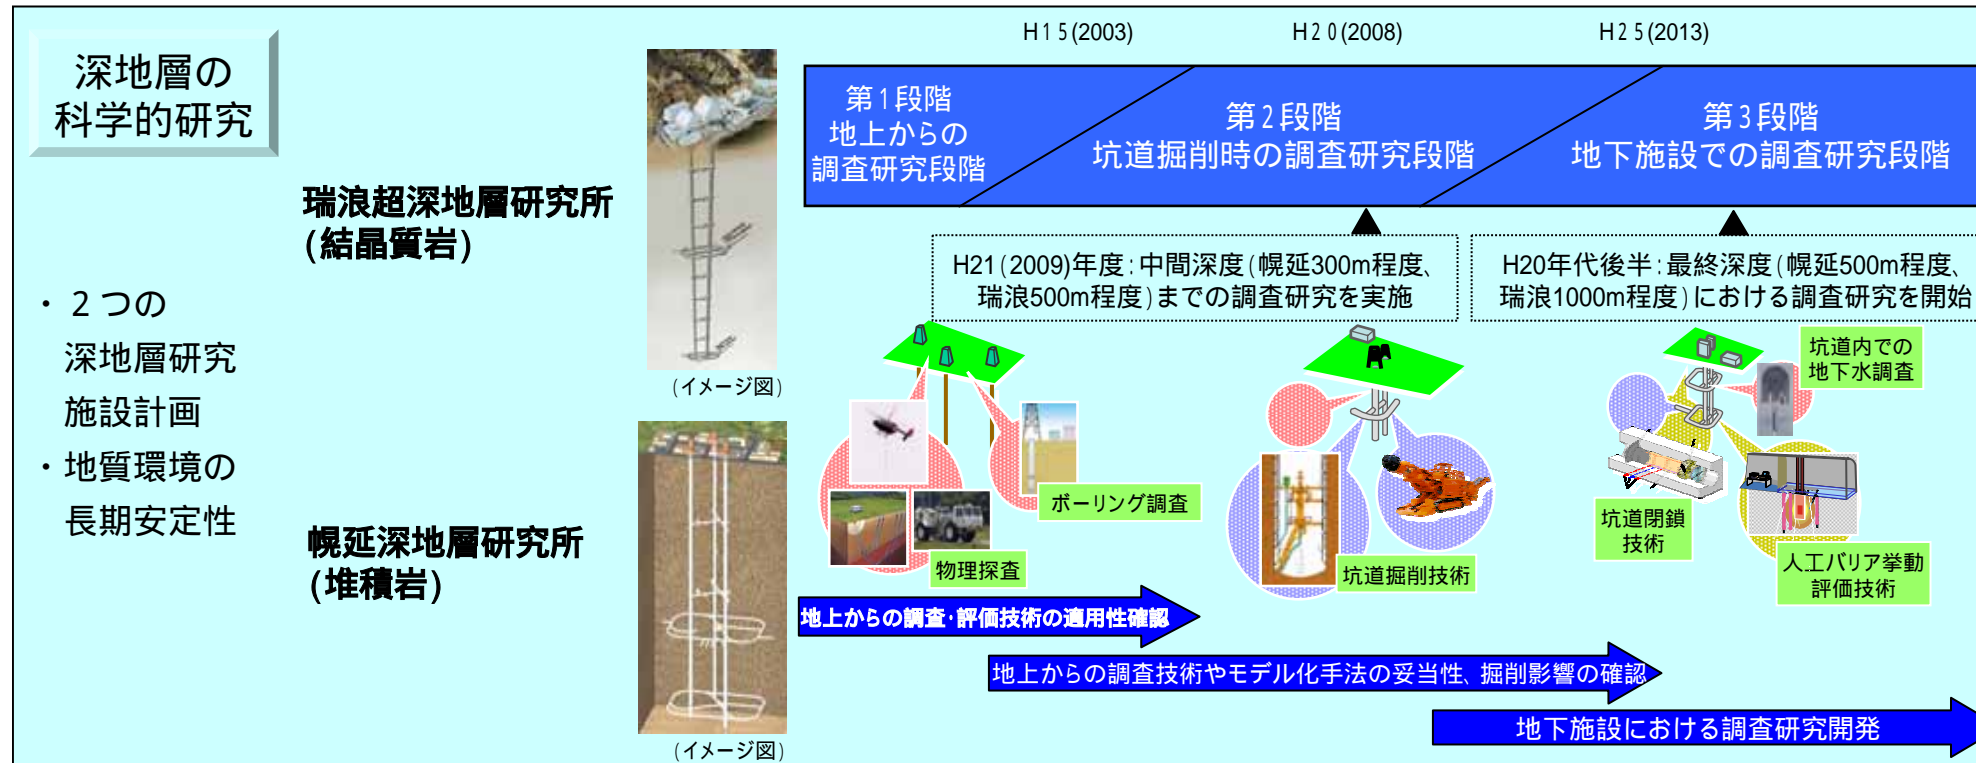 深地層の
科学的研究
・２つの
深地層研究
施設計画
・地質環境の
長期安定性
瑞浪超深地層研究所
(結晶質岩)
(イメージ図)
幌延深地層研究所
(堆積岩)
(イメージ図)
H15(2003)
H20(2008)
H25(2013)
第1段階
地上からの
調査研究段階
第2段階
坑道掘削時の調査研究段階
第3段階
地下施設での調査研究段階
H21(2009)年度:中間深度(幌延300m程度、
瑞浪500m程度)までの調査研究を実施
H20年代後半:最終深度(幌延500m程度、
瑞浪1000m程度)における調査研究を開始
ボーリング調査
物理探査
坑道掘削技術
坑道内での
地下水調査
坑道閉鎖
技術
人工バリア挙動
評価技術
地上からの調査・評価技術の適用性確認
地上からの調査技術やモデル化手法の妥当性、掘削影響の確認
地下施設における調査研究開発